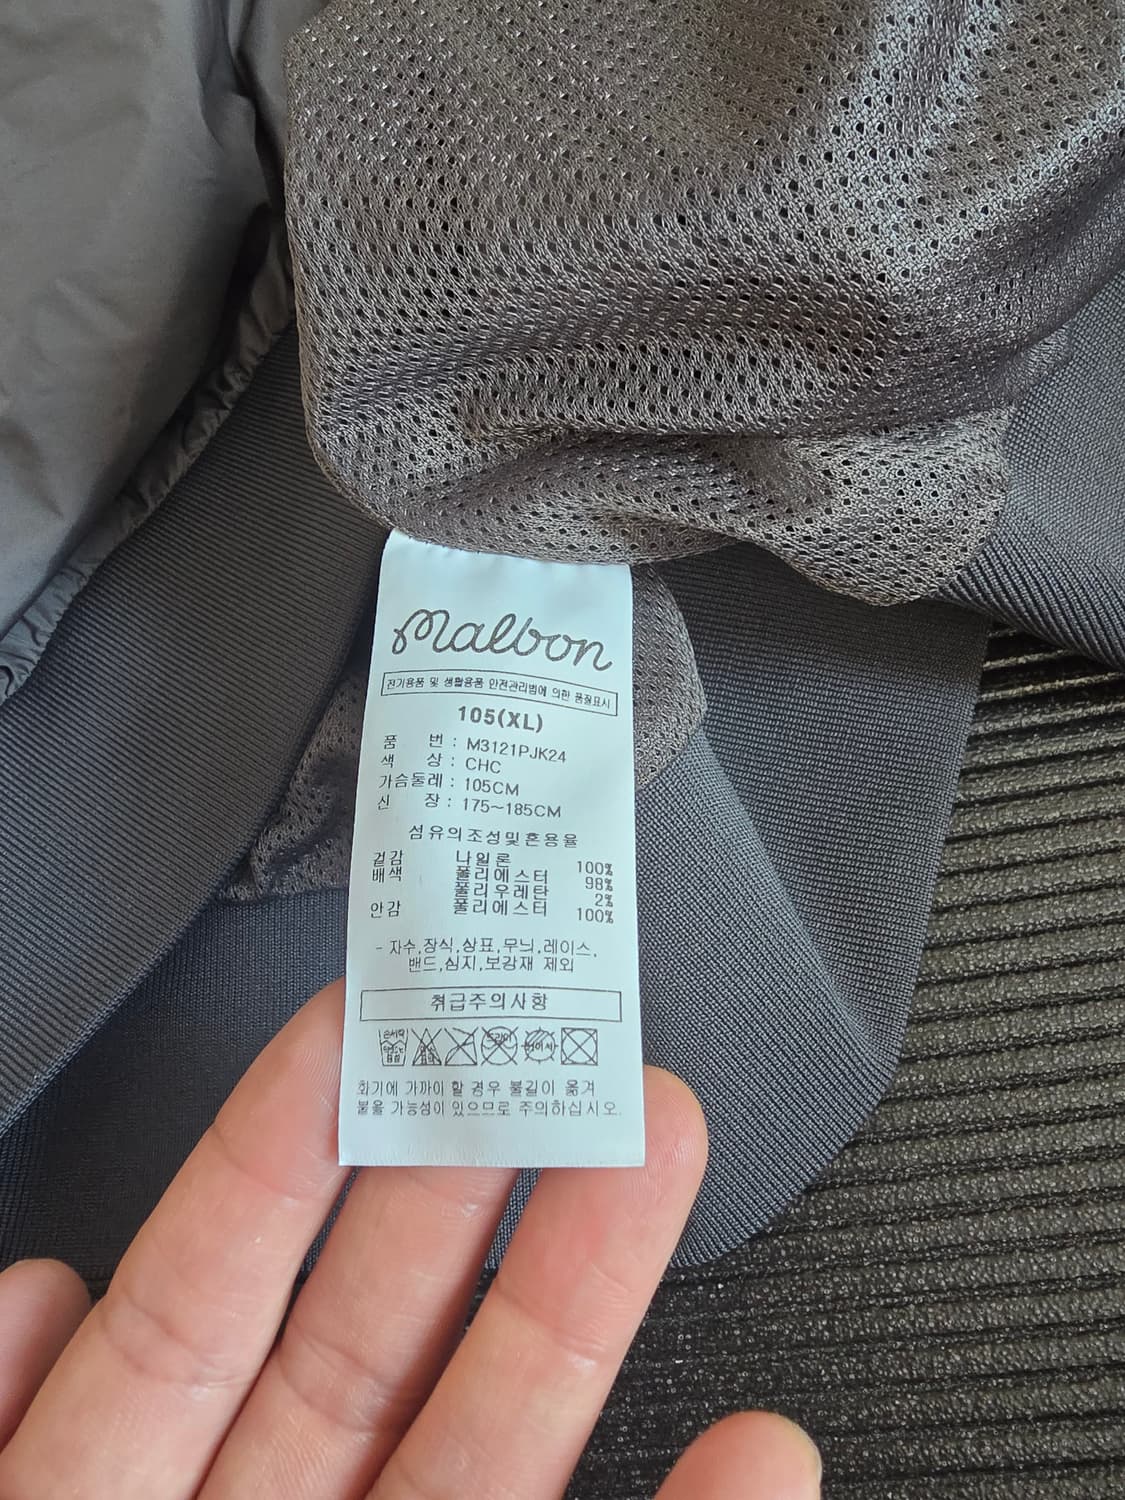 malbon
전기용품 및 생활용품 안전관리법에 의한 품질표시
105(XL)
품 번 : M3121PJK24
색 상 : CHC
가슴둘레 : 105CM
신 장 : 175~185CM
섬유의조성및혼용율
겉감 나일론 100%
배색 폴리에스터 98%
폴리우레탄 2%
안감 폴리에스터 100%
- 자수,장식,상표,무늬,레이스,
밴드,심지,보강재 제외
취급주의사항
손세탁
드라이
화기에 가까이 할 경우 불길이 옮겨
붙을 가능성이 있으므로 주의하십시오.